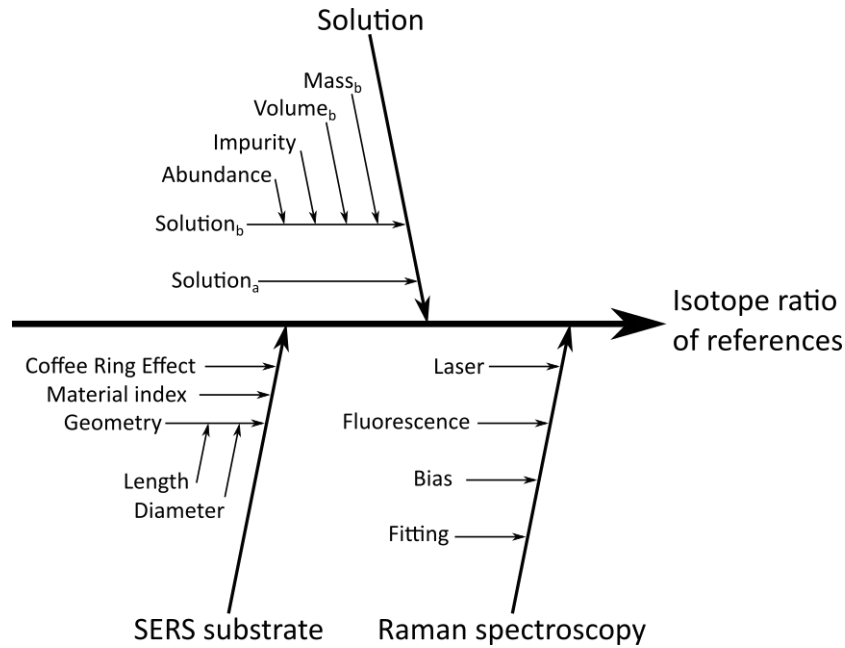 Solution
Mass_b
Volume_b
Impurity
Abundance
Solution_b
Solution_a
Isotope ratio
of references
Coffee Ring Effect
Material index
Geometry
Length
Diameter
Laser
Fluorescence
Bias
Fitting
SERS substrate
Raman spectroscopy